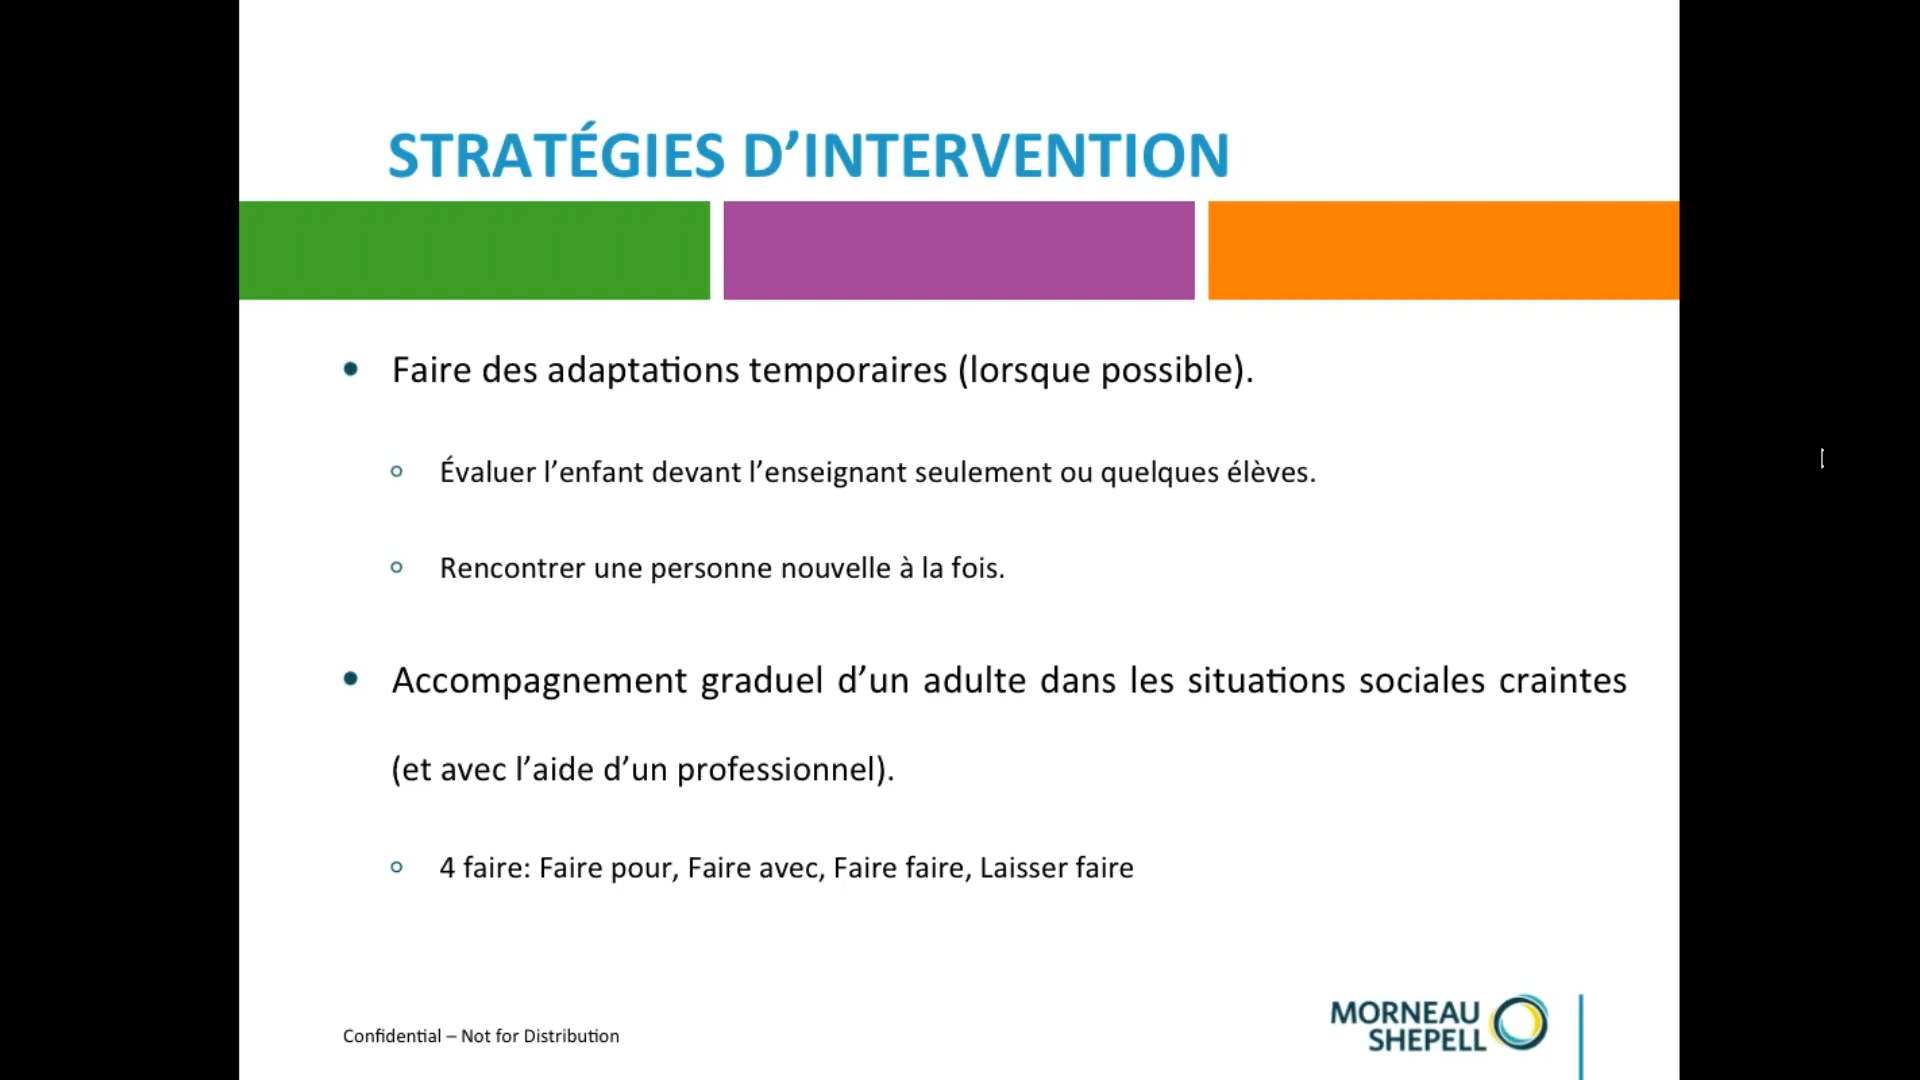 STRATÉGIES D’INTERVENTION
• Faire des adaptations temporaires (lorsque possible).
○ Évaluer l’enfant devant l’enseignant seulement ou quelques élèves.
○ Rencontrer une personne nouvelle à la fois.
• Accompagnement graduel d’un adulte dans les situations sociales craintes
(et avec l’aide d’un professionnel).
○ 4 faire: Faire pour, Faire avec, Faire faire, Laisser faire
Confidential – Not for Distribution
MORNEAU
SHEPELL